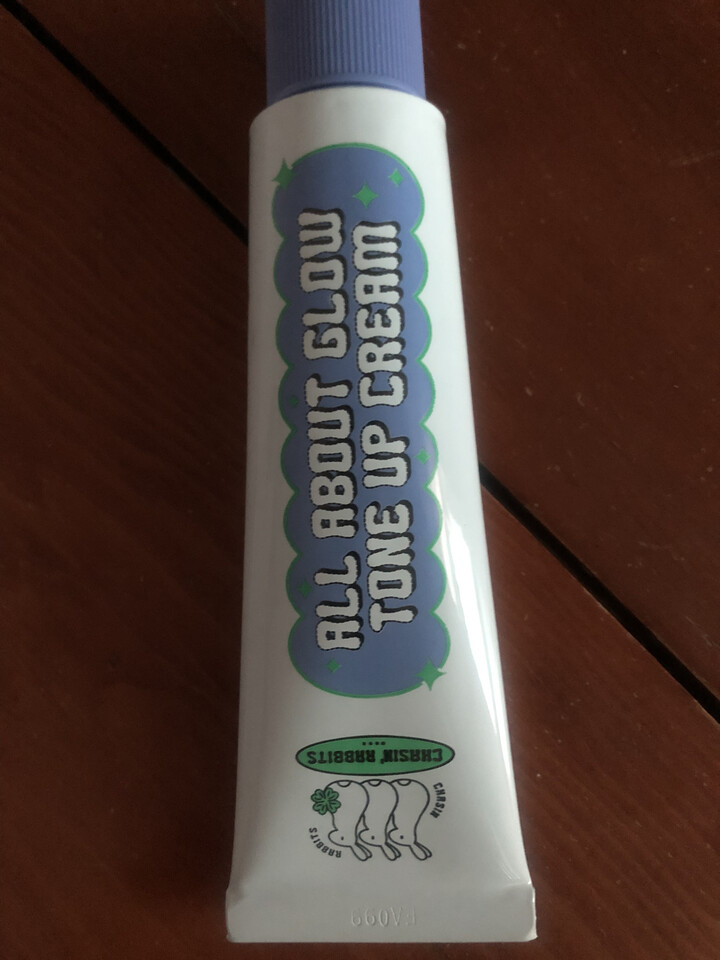 ALL ABOUT GLOW
TONE UP CREAM
CHASIN' RABBITS
CHASIN
RABBITS